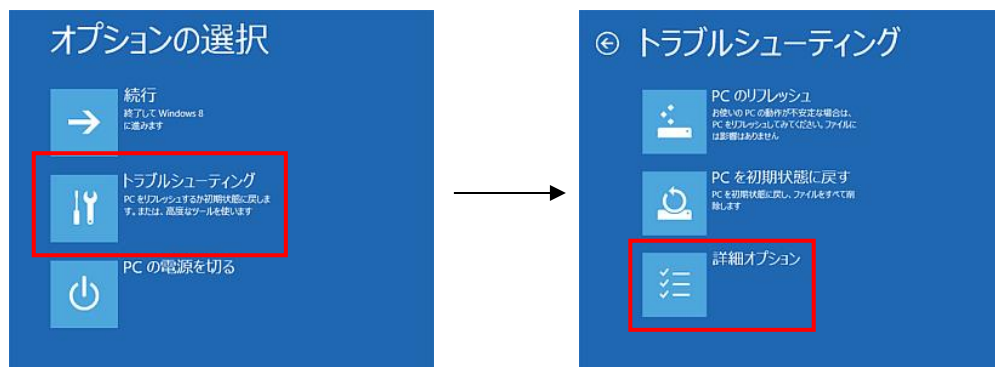 オプションの選択
続行
終了して Windows 8
に進みます
トラブルシューティング
PC をリフレッシュするか初期状態に戻しま
す。または、高度なツールを使います
PC の電源を切る
トラブルシューティング
PC のリフレッシュ
お使いの PC の動作が不安定な場合は、
PC をリフレッシュしてみてください。ファイルに
は影響はありません
PC を初期状態に戻す
PC を初期状態に戻し、ファイルをすべて削
除します
詳細オプション